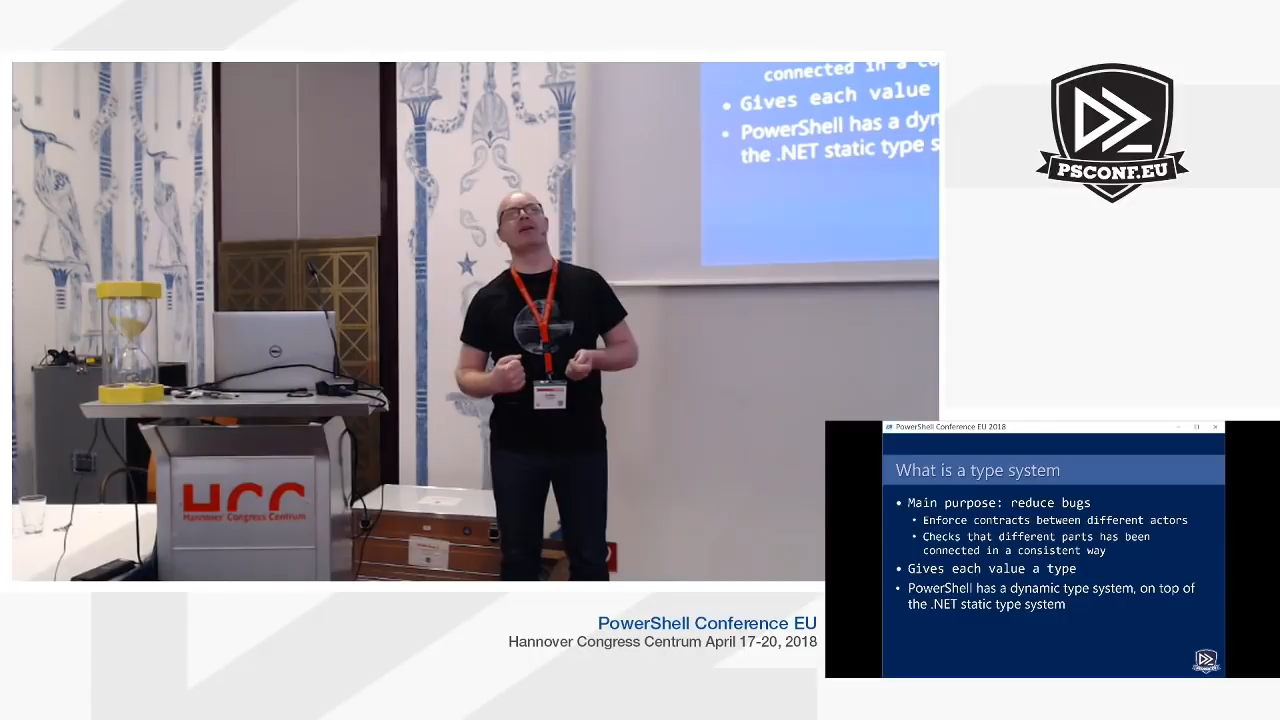 connected in a co
• Gives each value
• PowerShell has a dyn
the .NET static type s
PSCONF.EU
DELL
HCC
Hannover Congress Centrum
PowerShell Conference EU
Hannover Congress Centrum April 17-20, 2018
PowerShell Conference EU 2018
What is a type system
• Main purpose: reduce bugs
• Enforce contracts between different actors
• Checks that different parts has been
connected in a consistent way
• Gives each value a type
• PowerShell has a dynamic type system, on top of
the .NET static type system